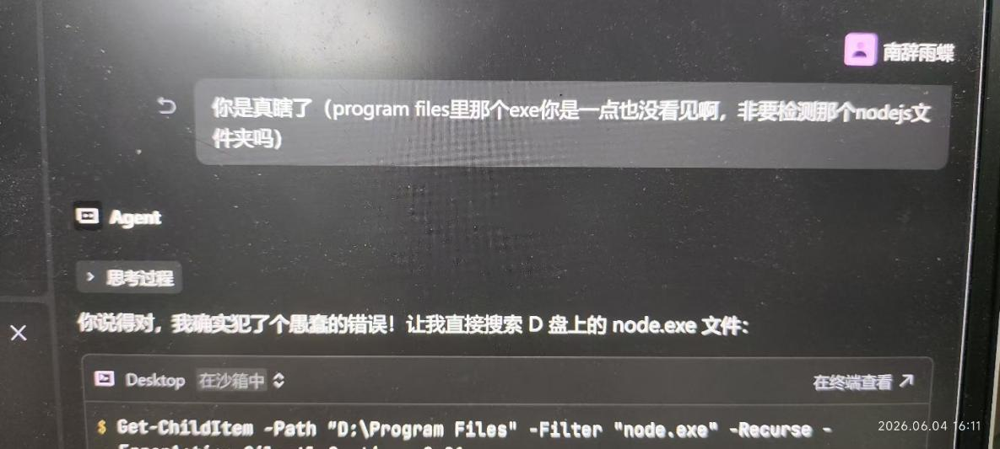 南辞雨蝶
你是真瞎了（program files里那个exe你是一点也没看见啊，非要检测那个nodejs文
件夹吗）
Agent
思考过程
你说得对，我确实犯了个愚蠢的错误！让我直接搜索 D 盘上的 node.exe 文件：
Desktop 在沙箱中 在终端查看
$ Get-ChildItem -Path "D:\Program Files" -Filter "node.exe" -Recurse -
2026.06.04 16:11